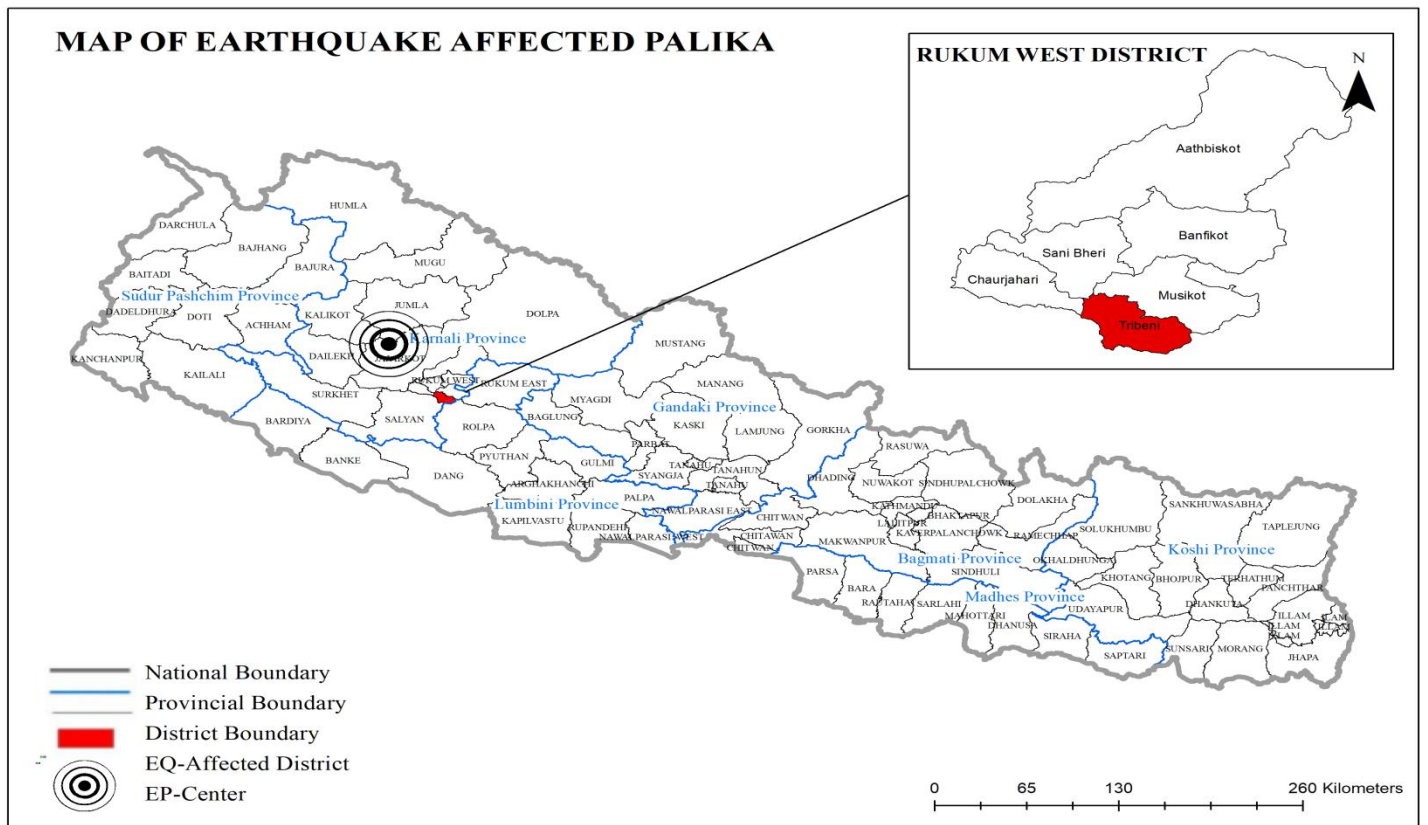 MAP OF EARTHQUAKE AFFECTED PALIKA
RUKUM WEST DISTRICT
N
Aathbiskot
Banfikot
Sani Bheri
Chaurjahari
Musikot
Tribeni
HUMLA
DARCHULA
BAJHANG
MUGU
BAJURA
BAITADI
Sudur Pashchim Province
JUMLA
DADELDHURA
DOTI
KALIKOT
DOLPA
ACHHAM
Karnali Province
MUSTANG
KANCHANPUR
DAILEKH
KAILALI
RUKUM WEST
RUKUM EAST
MANANG
SURKHET
MYAGDI
Gandaki Province
BARDIYA
SALYAN
BAGLUNG
KASKI
LAMJUNG
GORKHA
ROLPA
PARBAT
RASUWA
BANKE
PYUTHAN
GULMI
TANAHU
TANAHUN
DANG
SYANGJA
DHADING
NUWAKOT
SINDHUPALCHOWK
ARGHAKHANCHI
TANAHU
PALPA
DOLAKHA
Lumbini Province
NAWALPARASI EAST
KATHMANDU
SANKHUWASABHA
KAPILVASTU
CHITWAN
LALITPUR
BHAKTAPUR
SOLUKHUMBU
TAPLEJUNG
RUPANDEHI
NAWALPARASI WEST
CHITAWAN
MAKWANPUR
KAVERPALANCHOWK
RAMECHHAP
CHITWAN
Koshi Province
Bagmati Province
OKHALDHUNGA
PARSA
SINDHULI
KHOTANG
BHOJPUR
TERHATHUM
PANCHTHAR
BARA
Madhes Province
RAUTAHA
SARLAHI
UDAYAPUR
DHANKUTA
MAHOTTARI
DHANUSA
ILLAM
SIRAHA
SUNSARI
MORANG
SAPTARI
JHAPA
National Boundary
Provincial Boundary
District Boundary
EQ-Affected District
EP-Center
0 65 130 260 Kilometers